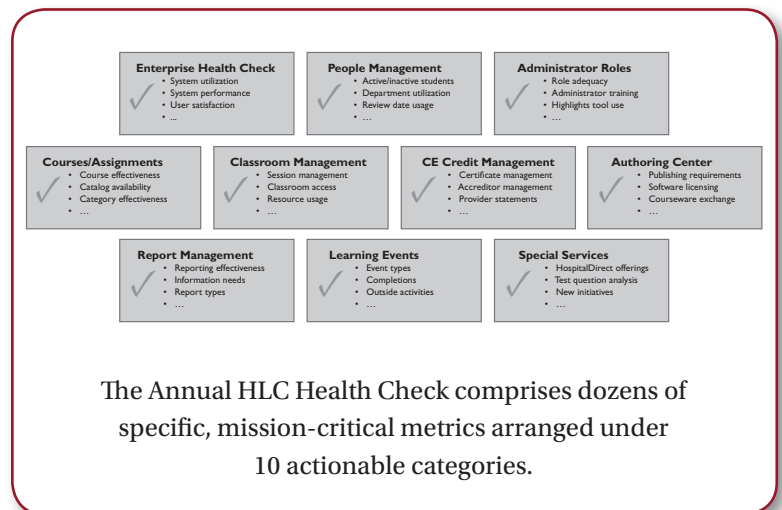 Enterprise Health Check
• System utilization
• System performance
• User satisfaction
• ...
People Management
• Active/inactive students
• Department utilization
• Review date usage
• …
Administrator Roles
• Role adequacy
• Administrator training
• Highlights tool use
• …
Courses/Assignments
• Course effectiveness
• Catalog availability
• Category effectiveness
• …
Classroom Management
• Session management
• Classroom access
• Resource usage
• …
CE Credit Management
• Certificate management
• Accreditor management
• Provider statements
• …
Authoring Center
• Publishing requirements
• Software licensing
• Courseware exchange
• …
Report Management
• Reporting effectiveness
• Information needs
• Report types
• …
Learning Events
• Event types
• Completions
• Outside activities
• …
Special Services
• HospitalDirect offerings
• Test question analysis
• New initiatives
• …
The Annual HLC Health Check comprises dozens of
specific, mission-critical metrics arranged under
10 actionable categories.